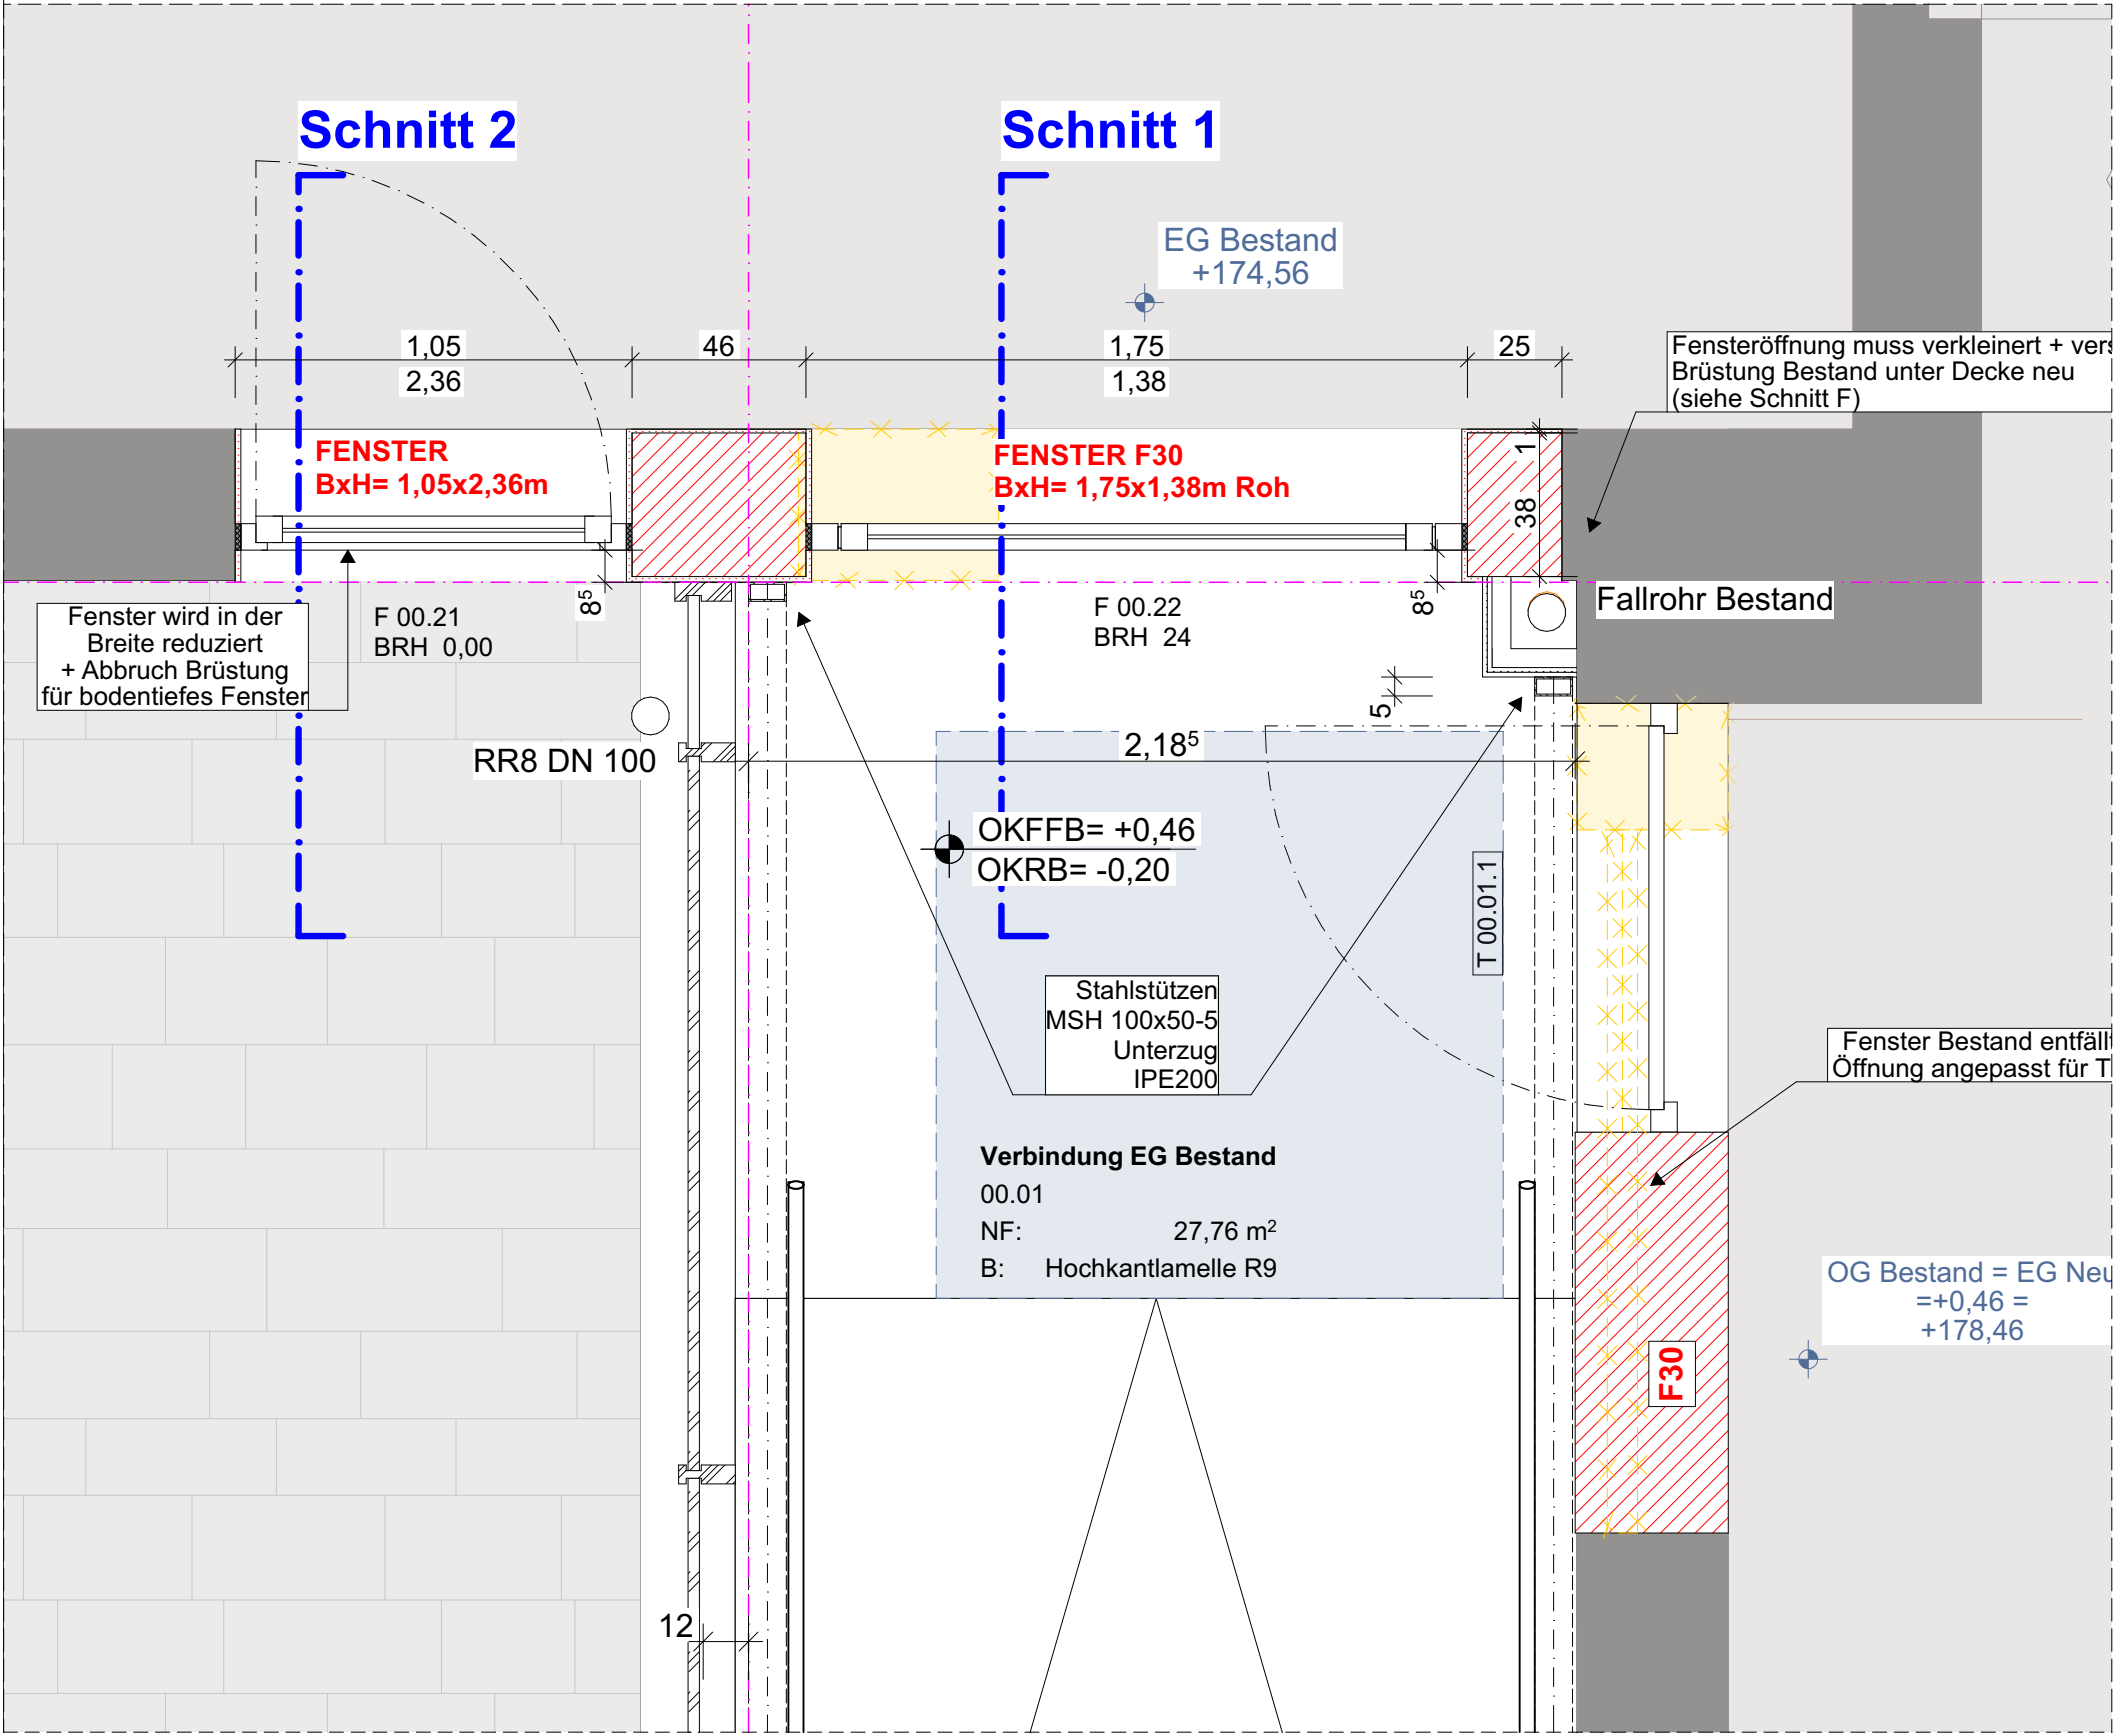 Schnitt 2
Schnitt 1
EG Bestand
+174,56
1,05
2,36
46
1,75
1,38
25
Fensteröffnung muss verkleinert + vers
Brüstung Bestand unter Decke neu
(siehe Schnitt F)
FENSTER
BxH= 1,05x2,36m
FENSTER F30
BxH= 1,75x1,38m Roh
1
38
8⁵
8⁵
Fallrohr Bestand
Fenster wird in der
Breite reduziert
+ Abbruch Brüstung
für bodentiefes Fenster
F 00.21
BRH 0,00
F 00.22
BRH 24
5
RR8 DN 100
2,18⁵
OKFFB= +0,46
OKRB= -0,20
T 00.01.1
Stahlstützen
MSH 100x50-5
Unterzug
IPE200
Fenster Bestand entfällt
Öffnung angepasst für T
Verbindung EG Bestand
00.01
NF: 27,76 m²
B: Hochkantlamelle R9
OG Bestand = EG Neu
=+0,46 =
+178,46
F30
12